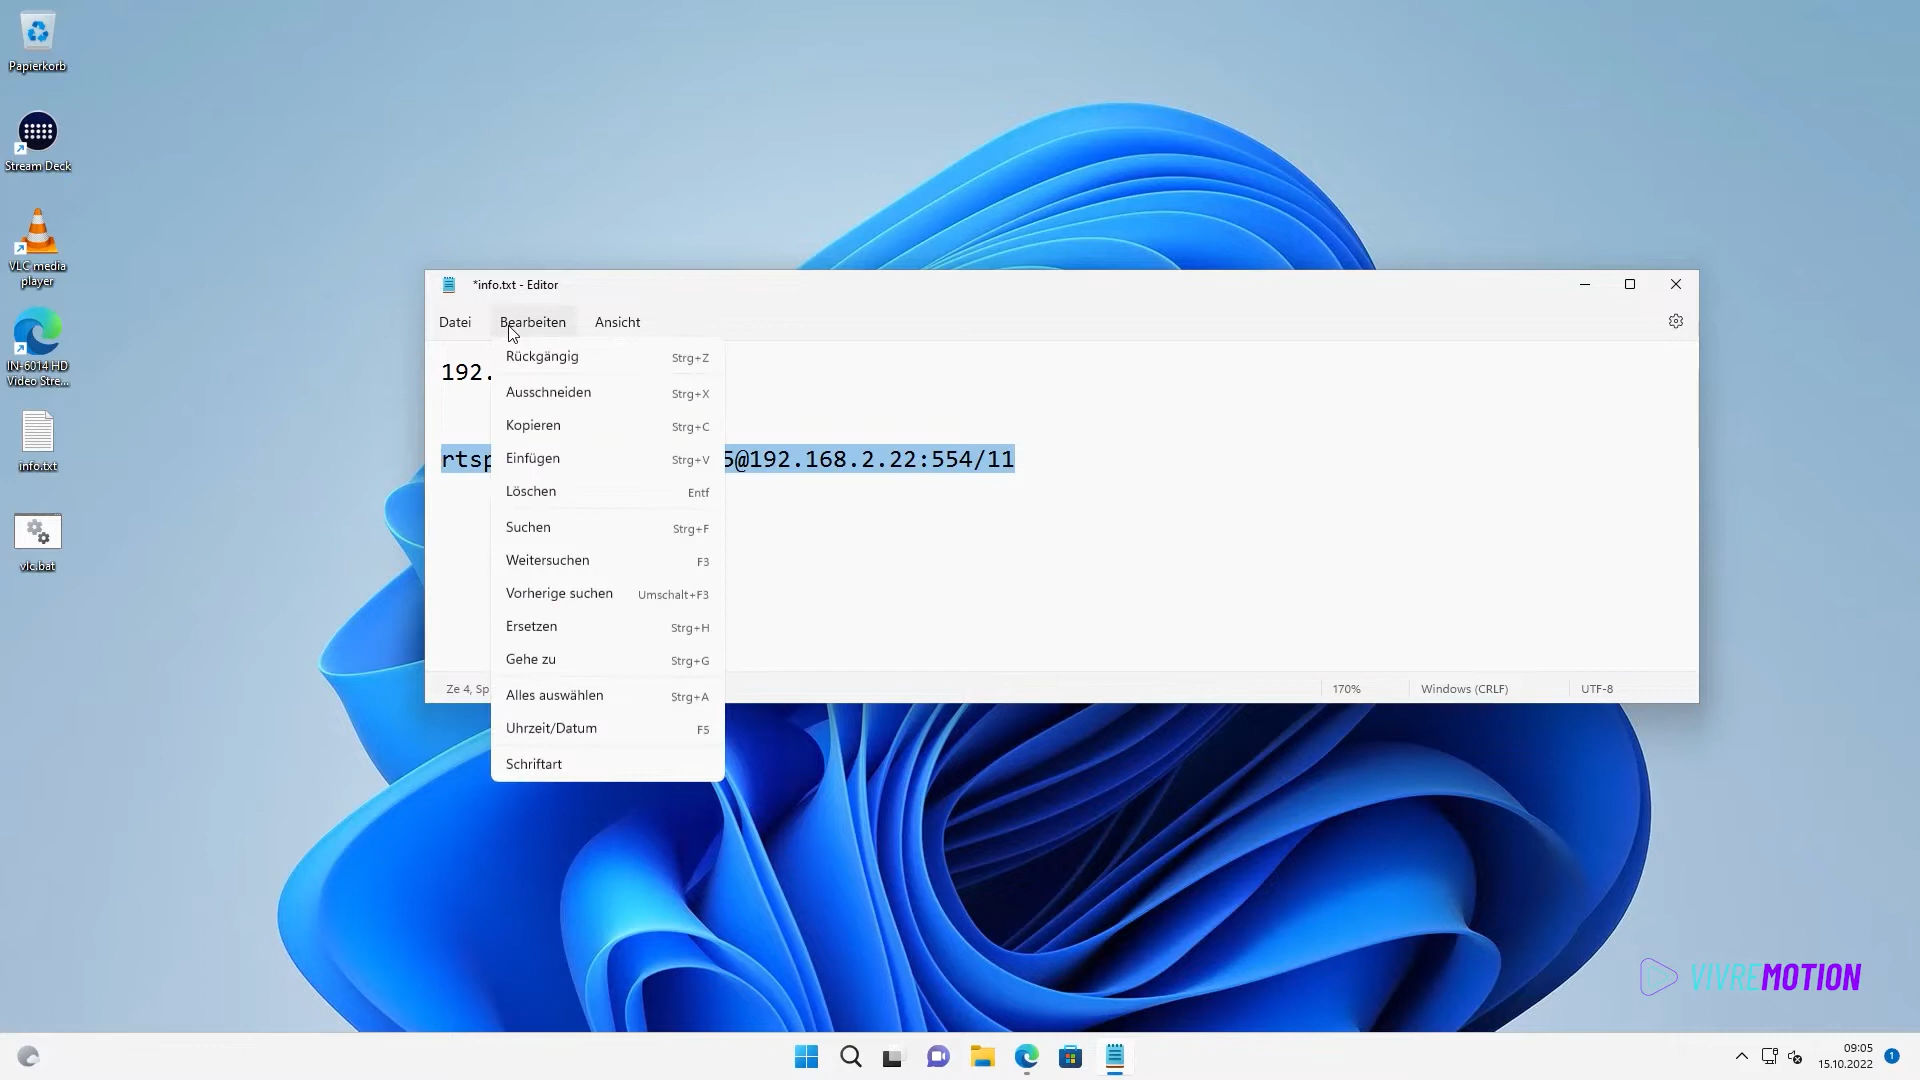 Papierkorb
Stream Deck
VLC media
player
IN-6014 HD
Video Stre...
info.txt
vlc.bat
*info.txt - Editor
Datei Bearbeiten Ansicht
192.
rtsp 5@192.168.2.22:554/11
Rückgängig Strg+Z
Ausschneiden Strg+X
Kopieren Strg+C
Einfügen Strg+V
Löschen Entf
Suchen Strg+F
Weitersuchen F3
Vorherige suchen Umschalt+F3
Ersetzen Strg+H
Gehe zu Strg+G
Alles auswählen Strg+A
Uhrzeit/Datum F5
Schriftart
Ze 4, Sp 170% Windows (CRLF) UTF-8
VIVREMOTION
09:05
15.10.2022
1